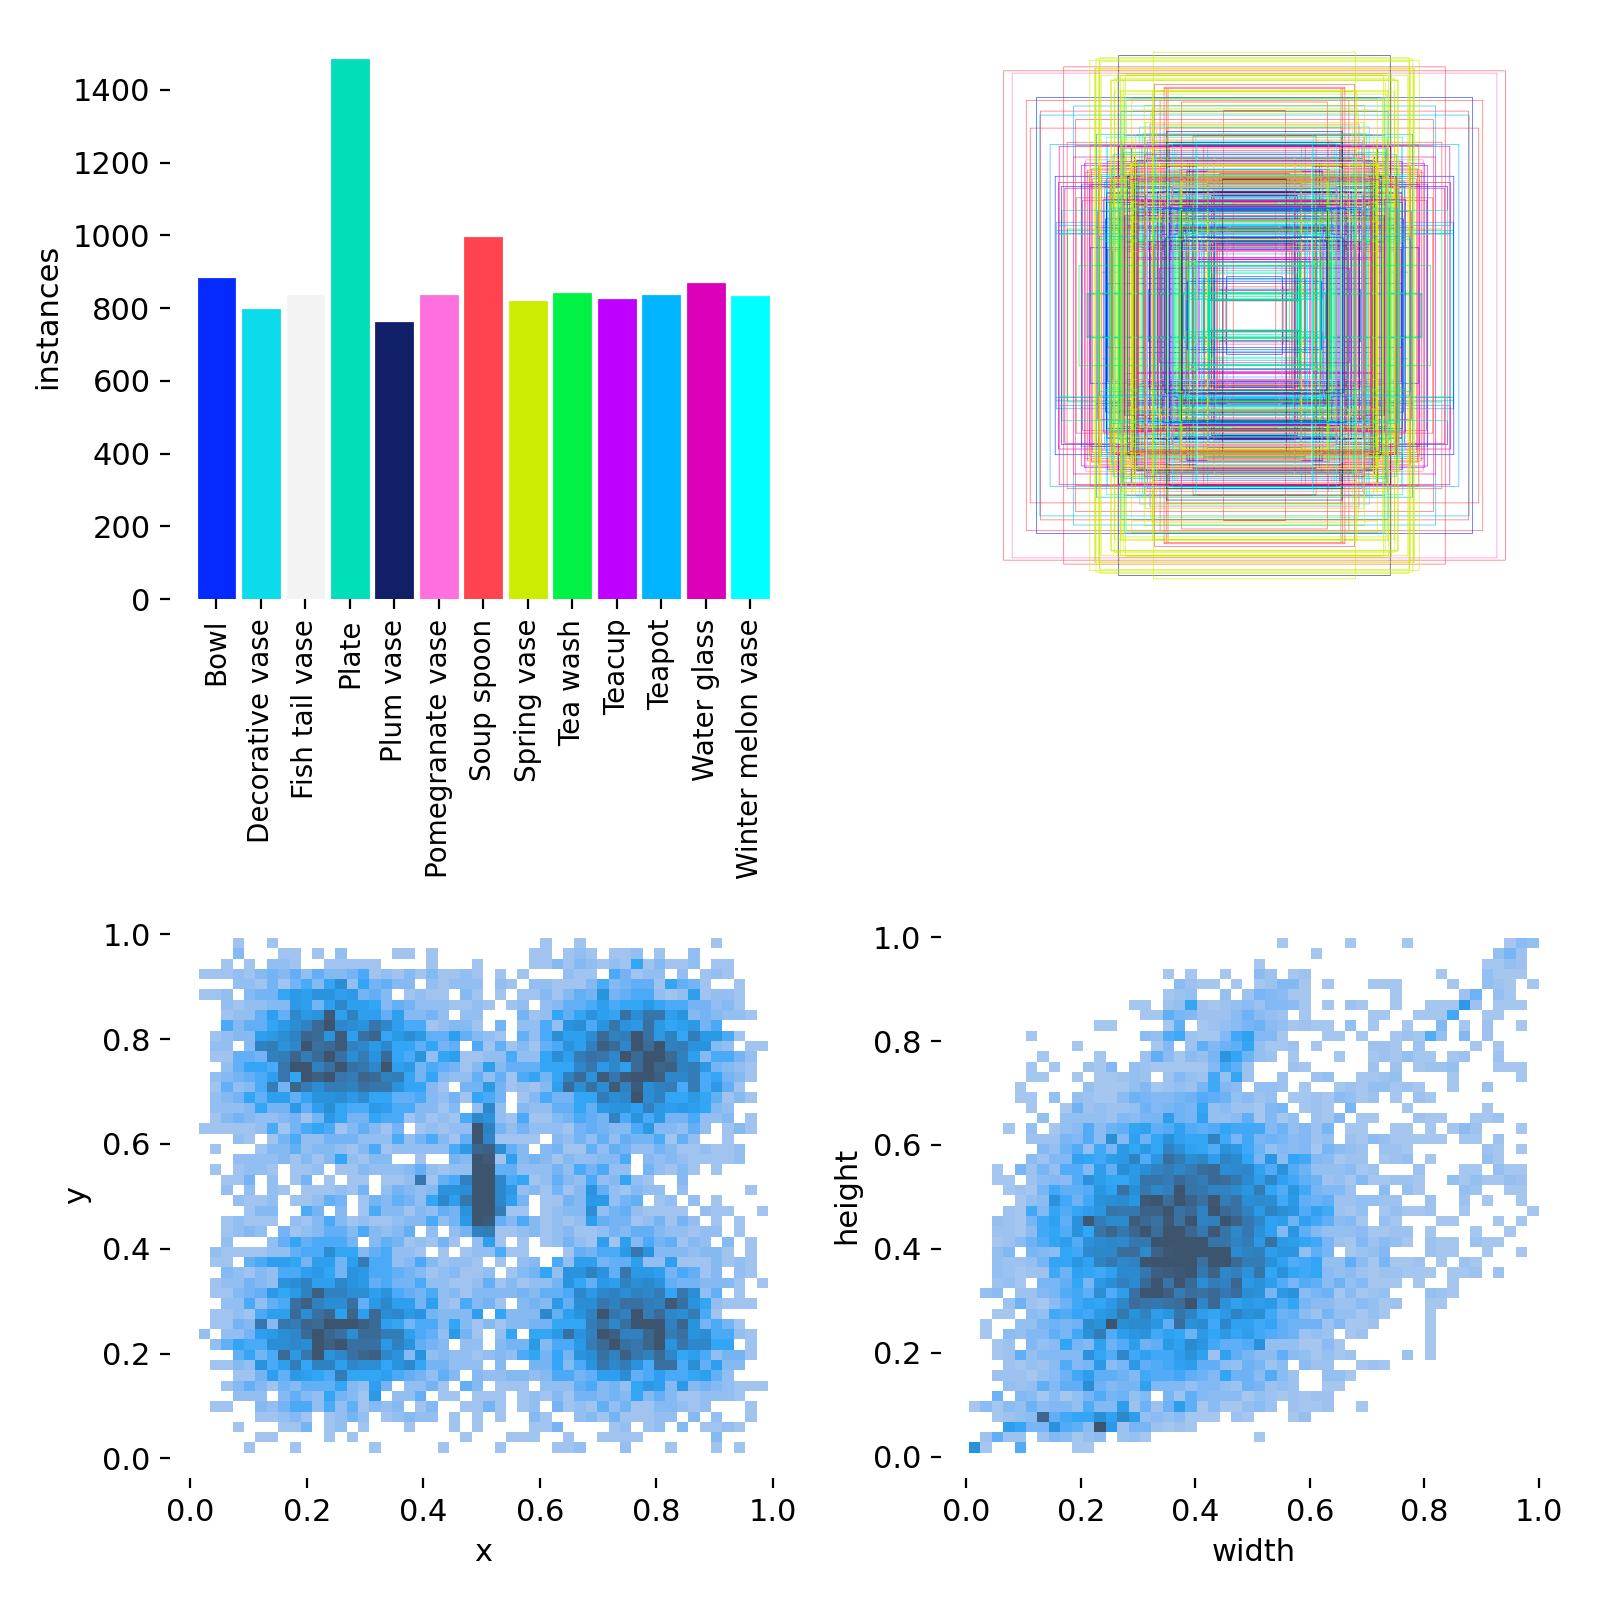 instances
1400
1200
1000
800
600
400
200
0
Bowl
Decorative vase
Fish tail vase
Plate
Plum vase
Pomegranate vase
Soup spoon
Spring vase
Tea wash
Teacup
Teapot
Water glass
Winter melon vase
y
1.0
0.8
0.6
0.4
0.2
0.0
0.0 0.2 0.4 0.6 0.8 1.0
x
height
1.0
0.8
0.6
0.4
0.2
0.0
0.0 0.2 0.4 0.6 0.8 1.0
width